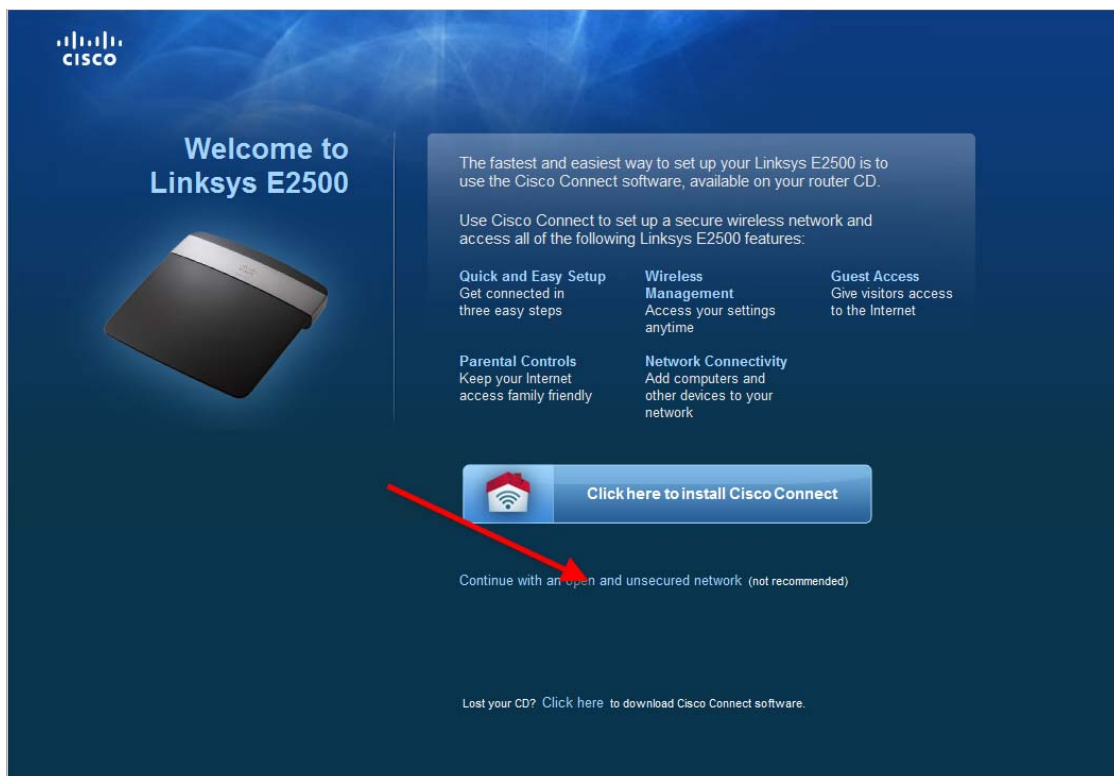 CISCO
Welcome to
Linksys E2500
The fastest and easiest way to set up your Linksys E2500 is to
use the Cisco Connect software, available on your router CD.
Use Cisco Connect to set up a secure wireless network and
access all of the following Linksys E2500 features:
Quick and Easy Setup
Get connected in
three easy steps
Wireless
Management
Access your settings
anytime
Guest Access
Give visitors access
to the Internet
Parental Controls
Keep your Internet
access family friendly
Network Connectivity
Add computers and
other devices to your
network
Click here to install Cisco Connect
Continue with an open and unsecured network (not recommended)
Lost your CD? Click here to download Cisco Connect software.